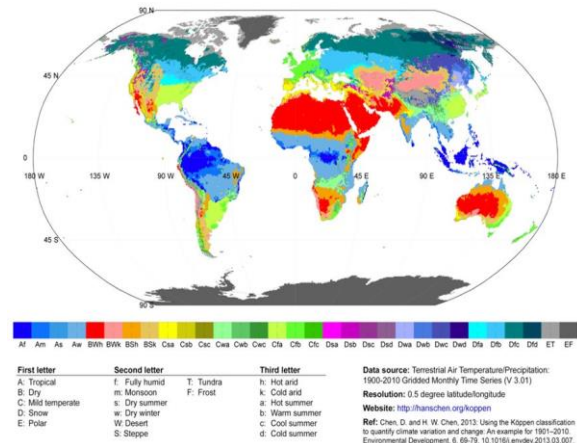 90 N
45 N
0
180 W 135 W 90 W 45 W 0 45 E 90 E 135 E 180 E
45 S
90 S
Af Am As Aw BWh BWk BSh BSk Csa Csb Csc Cwa Cwb Cwc Cfa Cfb Cfc Dsa Dsb Dsc Dsd Dwa Dwb Dwc Dwd Dfa Dfb Dfc Dfd ET EF
First letter
A: Tropical
B: Dry
C: Mild temperate
D: Snow
E: Polar
Second letter
f: Fully humid T: Tundra
m: Monsoon F: Frost
s: Dry summer
w: Dry winter
W: Desert
S: Steppe
Third letter
h: Hot arid
k: Cold arid
a: Hot summer
b: Warm summer
c: Cool summer
d: Cold summer
Data source: Terrestrial Air Temperature/Precipitation:
1900-2010 Gridded Monthly Time Series (V 3.01)
Resolution: 0.5 degree latitude/longitude
Website: http://hanschen.org/koppen
Ref: Chen, D. and H. W. Chen, 2013: Using the Köppen classification
to quantify climate variation and change: An example for 1901–2010.
Environmental Development, 6, 69-79, 10.1016/j.envdev.2013.03.007.